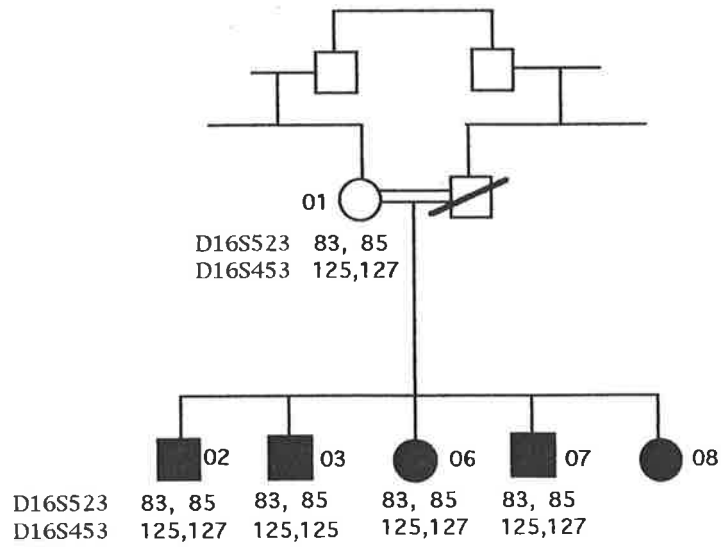 01
D16S523 83, 85
D16S453 125,127
02 03 06 07 08
D16S523 83, 85 83, 85 83, 85 83, 85
D16S453 125,127 125,125 125,127 125,127